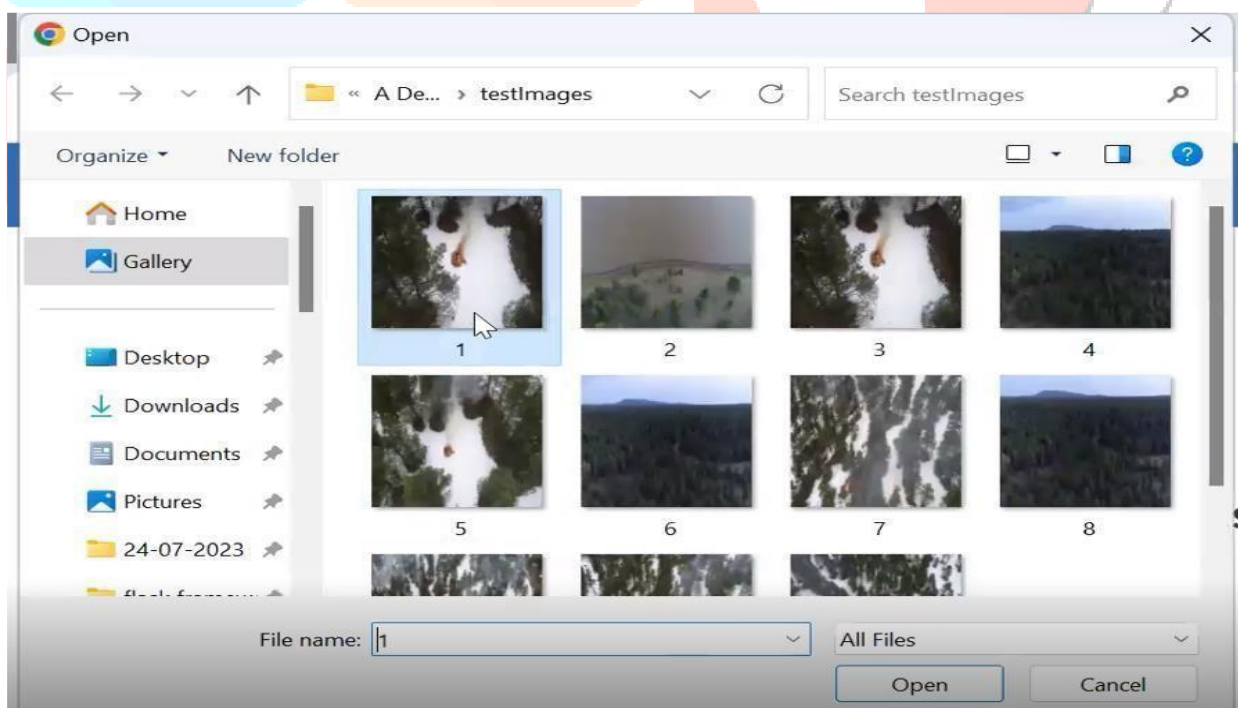 Open
« A De... › testImages
Search testImages
Organize
New folder
Home
Gallery
1
2
3
4
Desktop
Downloads
Documents
5
6
7
8
Pictures
24-07-2023
File name: 1
All Files
Open
Cancel